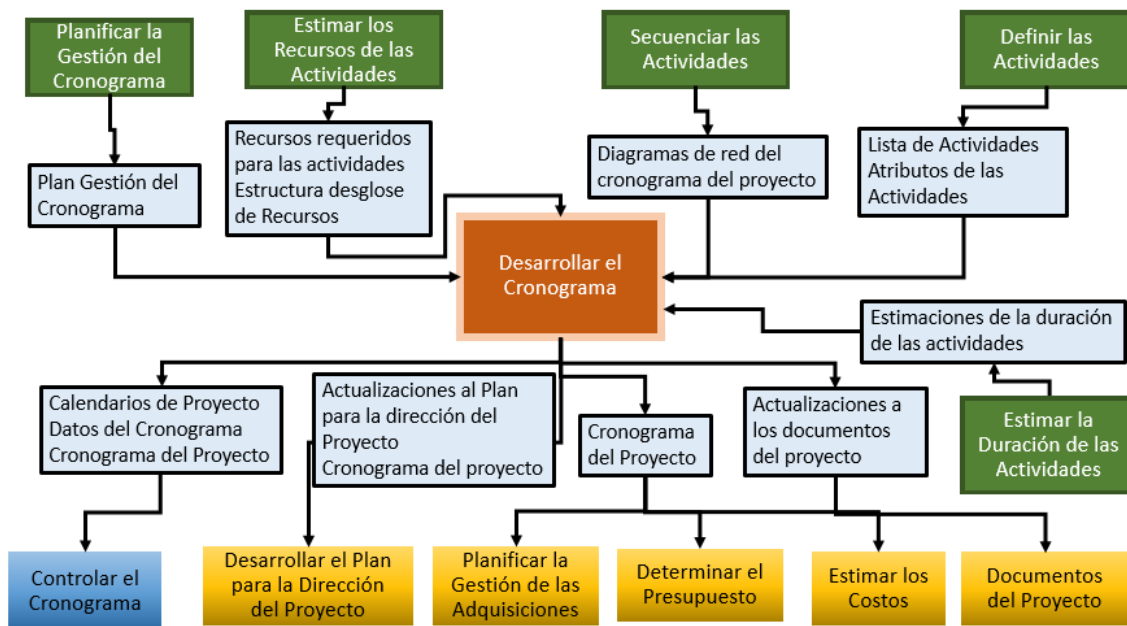 Planificar la
Gestión del
Cronograma
Estimar los
Recursos de las
Actividades
Secuenciar las
Actividades
Definir las
Actividades
Plan Gestión del
Cronograma
Recursos requeridos
para las actividades
Estructura desglose
de Recursos
Diagramas de red del
cronograma del proyecto
Lista de Actividades
Atributos de las
Actividades
Desarrollar el
Cronograma
Estimaciones de la duración
de las actividades
Calendarios de Proyecto
Datos del Cronograma
Cronograma del Proyecto
Actualizaciones al Plan
para la dirección del
Proyecto
Cronograma del proyecto
Cronograma
del Proyecto
Actualizaciones a
los documentos
del proyecto
Estimar la
Duración de las
Actividades
Controlar el
Cronograma
Desarrollar el Plan
para la Dirección
del Proyecto
Planificar la
Gestión de las
Adquisiciones
Determinar el
Presupuesto
Estimar los
Costos
Documentos
del Proyecto